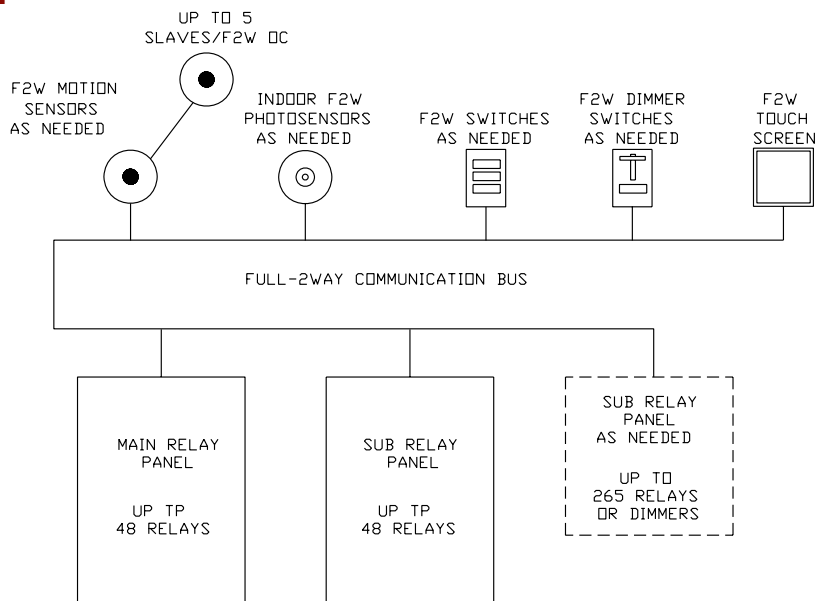 UP TO 5
SLAVES/F2W OC
F2W MOTION
SENSORS
AS NEEDED
INDOOR F2W
PHOTOSENSORS
AS NEEDED
F2W SWITCHES
AS NEEDED
F2W DIMMER
SWITCHES
AS NEEDED
F2W
TOUCH
SCREEN
FULL-2WAY COMMUNICATION BUS
MAIN RELAY
PANEL
UP TP
48 RELAYS
SUB RELAY
PANEL
UP TP
48 RELAYS
SUB RELAY
PANEL
AS NEEDED
UP TO
265 RELAYS
OR DIMMERS